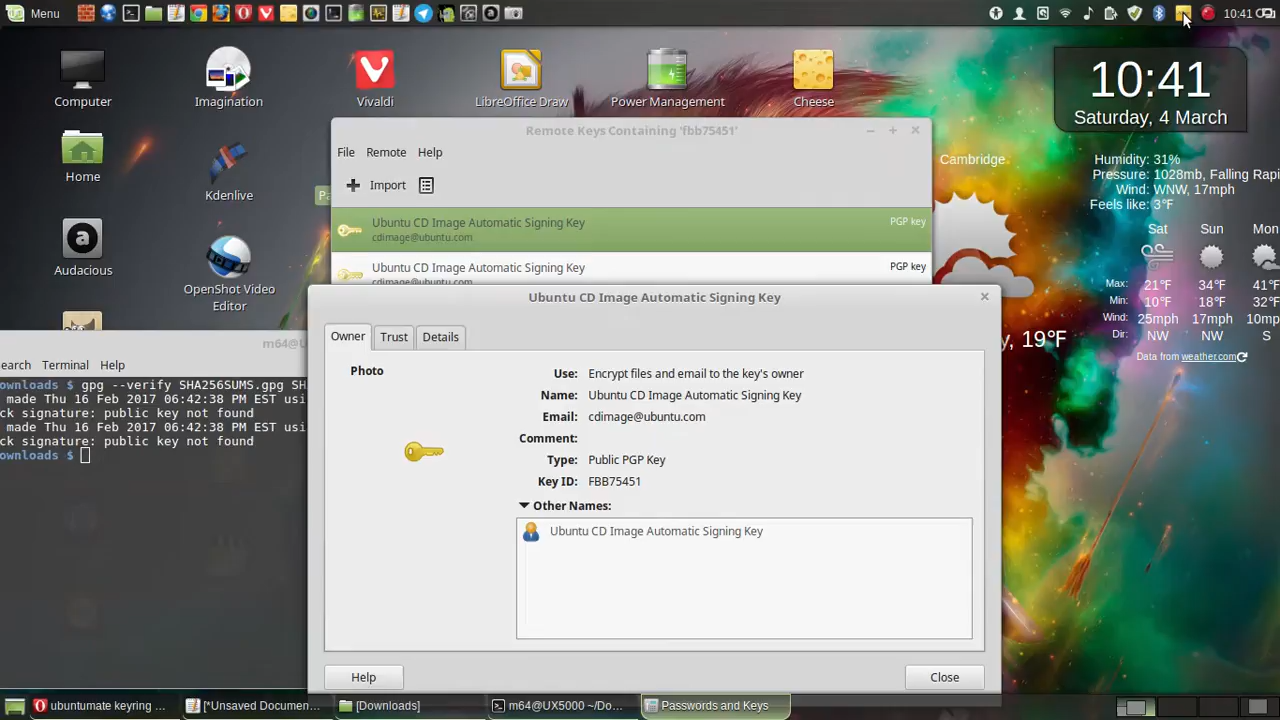 Menu
10:41
Computer
Imagination
Vivaldi
LibreOffice Draw
Power Management
Cheese
10:41
Saturday, 4 March
Home
Kdenlive
Audacious
OpenShot Video
Editor
Cambridge
Humidity: 31%
Pressure: 1028mb, Falling Rapi
Wind: WNW, 17mph
Feels like: 3°F
Sat Sun Mon
Max: 21°F 34°F 41°F
Min: 10°F 18°F 32°F
Wind: 25mph 17mph 10mp
Dir: NW NW S
y, 19°F
Data from weather.com
Remote Keys Containing 'fbb75451'
File Remote Help
Import
Ubuntu CD Image Automatic Signing Key
cdimage@ubuntu.com
PGP key
Ubuntu CD Image Automatic Signing Key
cdimage@ubuntu.com
PGP key
m64@U
earch Terminal Help
ownloads $ gpg --verify SHA256SUMS.gpg SH
made Thu 16 Feb 2017 06:42:38 PM EST usi
ck signature: public key not found
made Thu 16 Feb 2017 06:42:38 PM EST usi
ck signature: public key not found
ownloads $
Ubuntu CD Image Automatic Signing Key
Owner Trust Details
Photo
Use: Encrypt files and email to the key's owner
Name: Ubuntu CD Image Automatic Signing Key
Email: cdimage@ubuntu.com
Comment:
Type: Public PGP Key
Key ID: FBB75451
Other Names:
Ubuntu CD Image Automatic Signing Key
Help
Close
ubuntumate keyring ...
[*Unsaved Documen...
[Downloads]
m64@UX5000 ~/Do...
Passwords and Keys